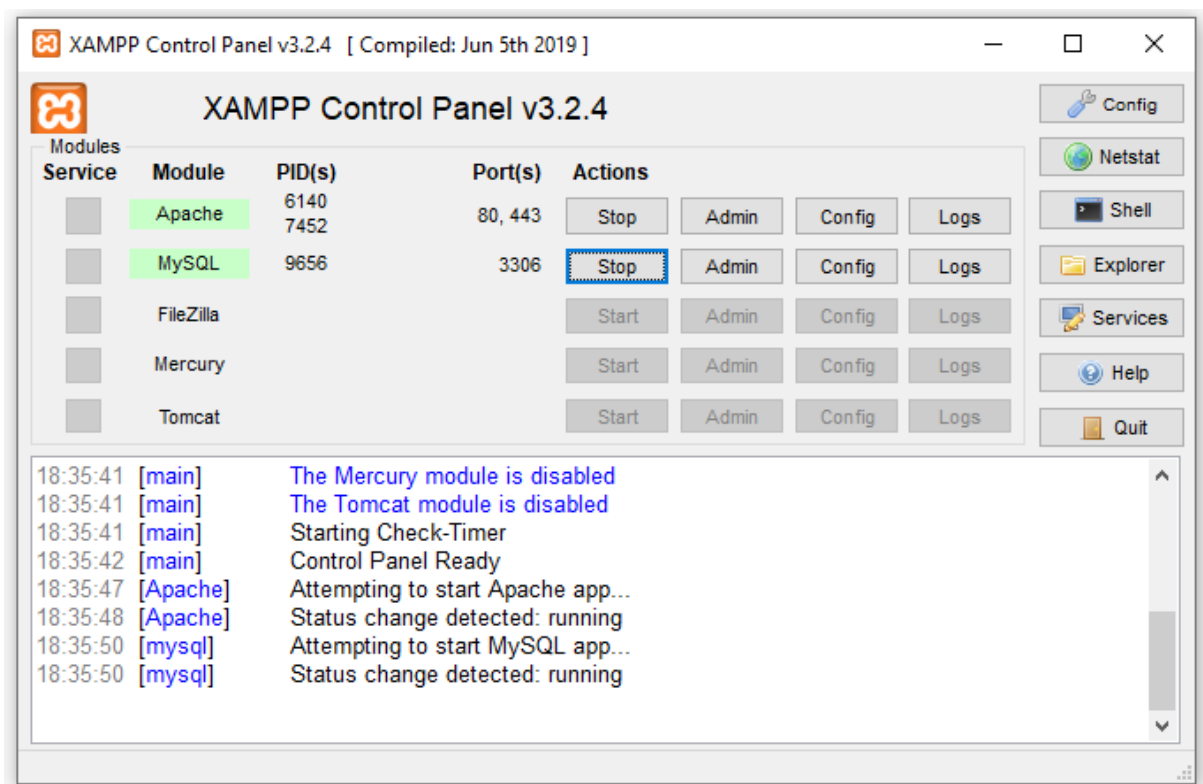 XAMPP Control Panel v3.2.4 [ Compiled: Jun 5th 2019 ]
XAMPP Control Panel v3.2.4
Config
Modules
Netstat
Service Module PID(s) Port(s) Actions
Apache 6140 7452 80, 443 Stop Admin Config Logs
Shell
MySQL 9656 3306 Stop Admin Config Logs
Explorer
FileZilla Start Admin Config Logs
Services
Mercury Start Admin Config Logs
Help
Tomcat Start Admin Config Logs
Quit
18:35:41 [main] The Mercury module is disabled
18:35:41 [main] The Tomcat module is disabled
18:35:41 [main] Starting Check-Timer
18:35:42 [main] Control Panel Ready
18:35:47 [Apache] Attempting to start Apache app...
18:35:48 [Apache] Status change detected: running
18:35:50 [mysql] Attempting to start MySQL app...
18:35:50 [mysql] Status change detected: running